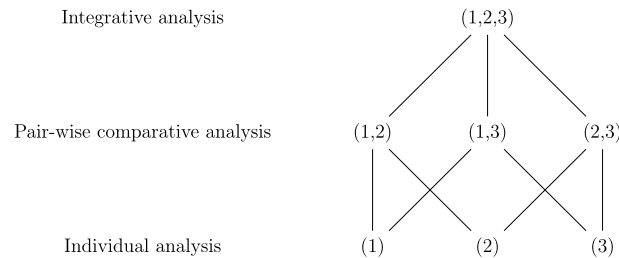 Integrative analysis (1,2,3)
Pair-wise comparative analysis (1,2) (1,3) (2,3)
Individual analysis (1) (2) (3)